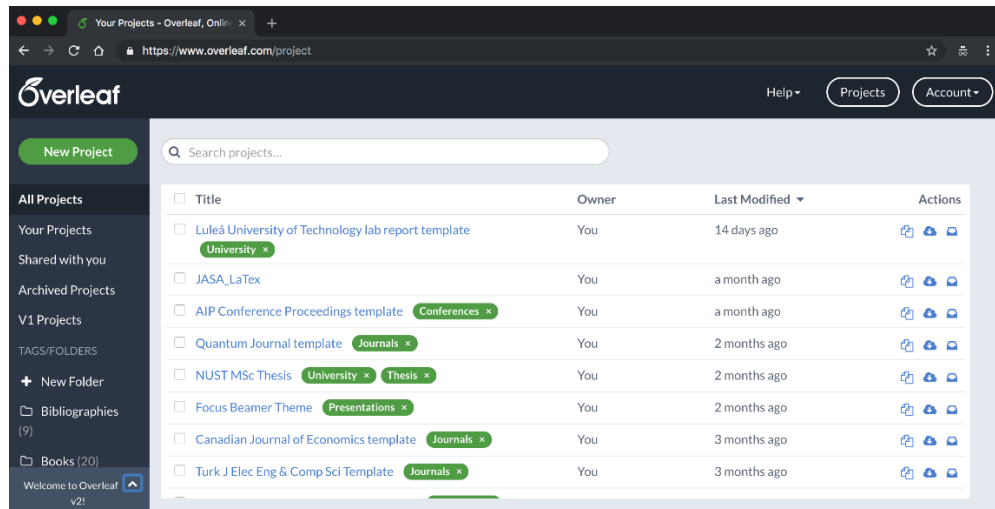 Your Projects - Overleaf, Onlin
https://www.overleaf.com/project
Overleaf
Help
Projects
Account
New Project
Search projects...
All Projects
Your Projects
Shared with you
Archived Projects
V1 Projects
TAGS/FOLDERS
New Folder
Bibliographies
(9)
Books (20)
Welcome to Overleaf
v2!
Title Owner Last Modified Actions
Luleå University of Technology lab report template You 14 days ago
University ×
JASA_LaTex You a month ago
AIP Conference Proceedings template Conferences × You a month ago
Quantum Journal template Journals × You 2 months ago
NUST MSc Thesis University × Thesis × You 2 months ago
Focus Beamer Theme Presentations × You 2 months ago
Canadian Journal of Economics template Journals × You 3 months ago
Turk J Elec Eng & Comp Sci Template Journals × You 3 months ago